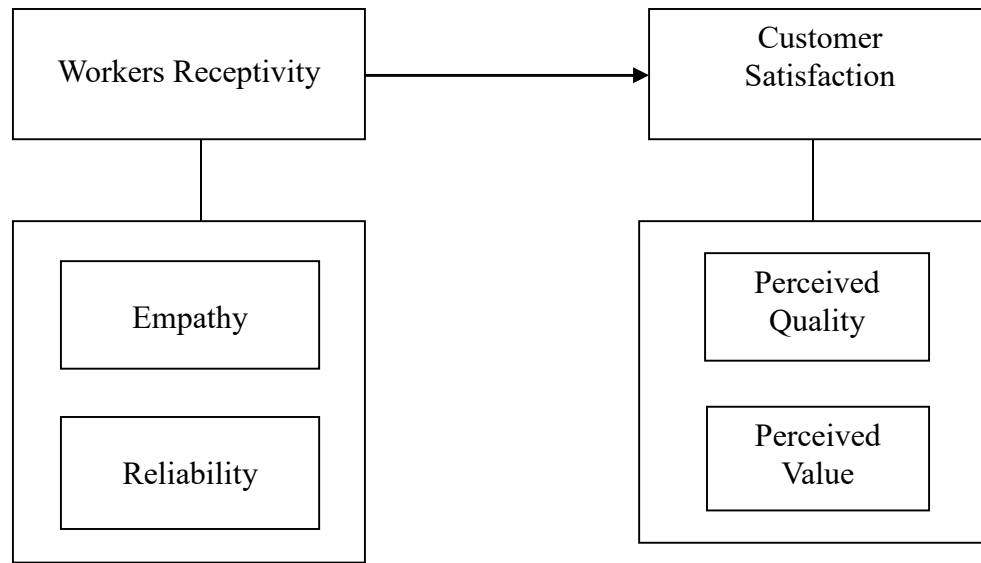 Workers Receptivity
Customer
Satisfaction
Empathy
Reliability
Perceived
Quality
Perceived
Value